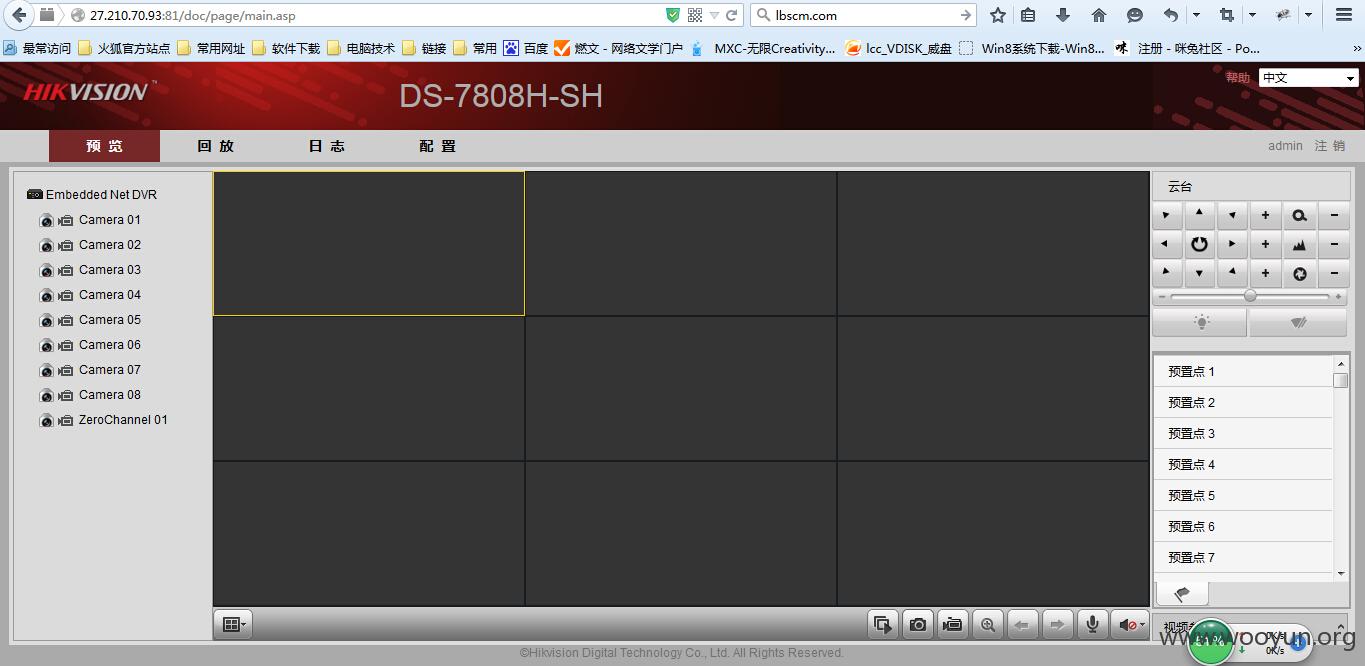 27.210.70.93:81/doc/page/main.asp
lbscm.com
最常访问 火狐官方站点 常用网址 软件下载 电脑技术 链接 常用 百度 燃文 - 网络文学门户 MXC-无限Creativity... lcc_VDISK_威盘 Win8系统下载-Win8... 注册 - 咪兔社区 - Po... »
HIKVISION™
DS-7808H-SH
帮助 中文
预览 回放 日志 配置
admin 注销
Embedded Net DVR
Camera 01
Camera 02
Camera 03
Camera 04
Camera 05
Camera 06
Camera 07
Camera 08
ZeroChannel 01
云台
预置点 1
预置点 2
预置点 3
预置点 4
预置点 5
预置点 6
预置点 7
0K/s
0K/s
www.wooyun.org
©Hikvision Digital Technology Co., Ltd. All Rights Reserved.